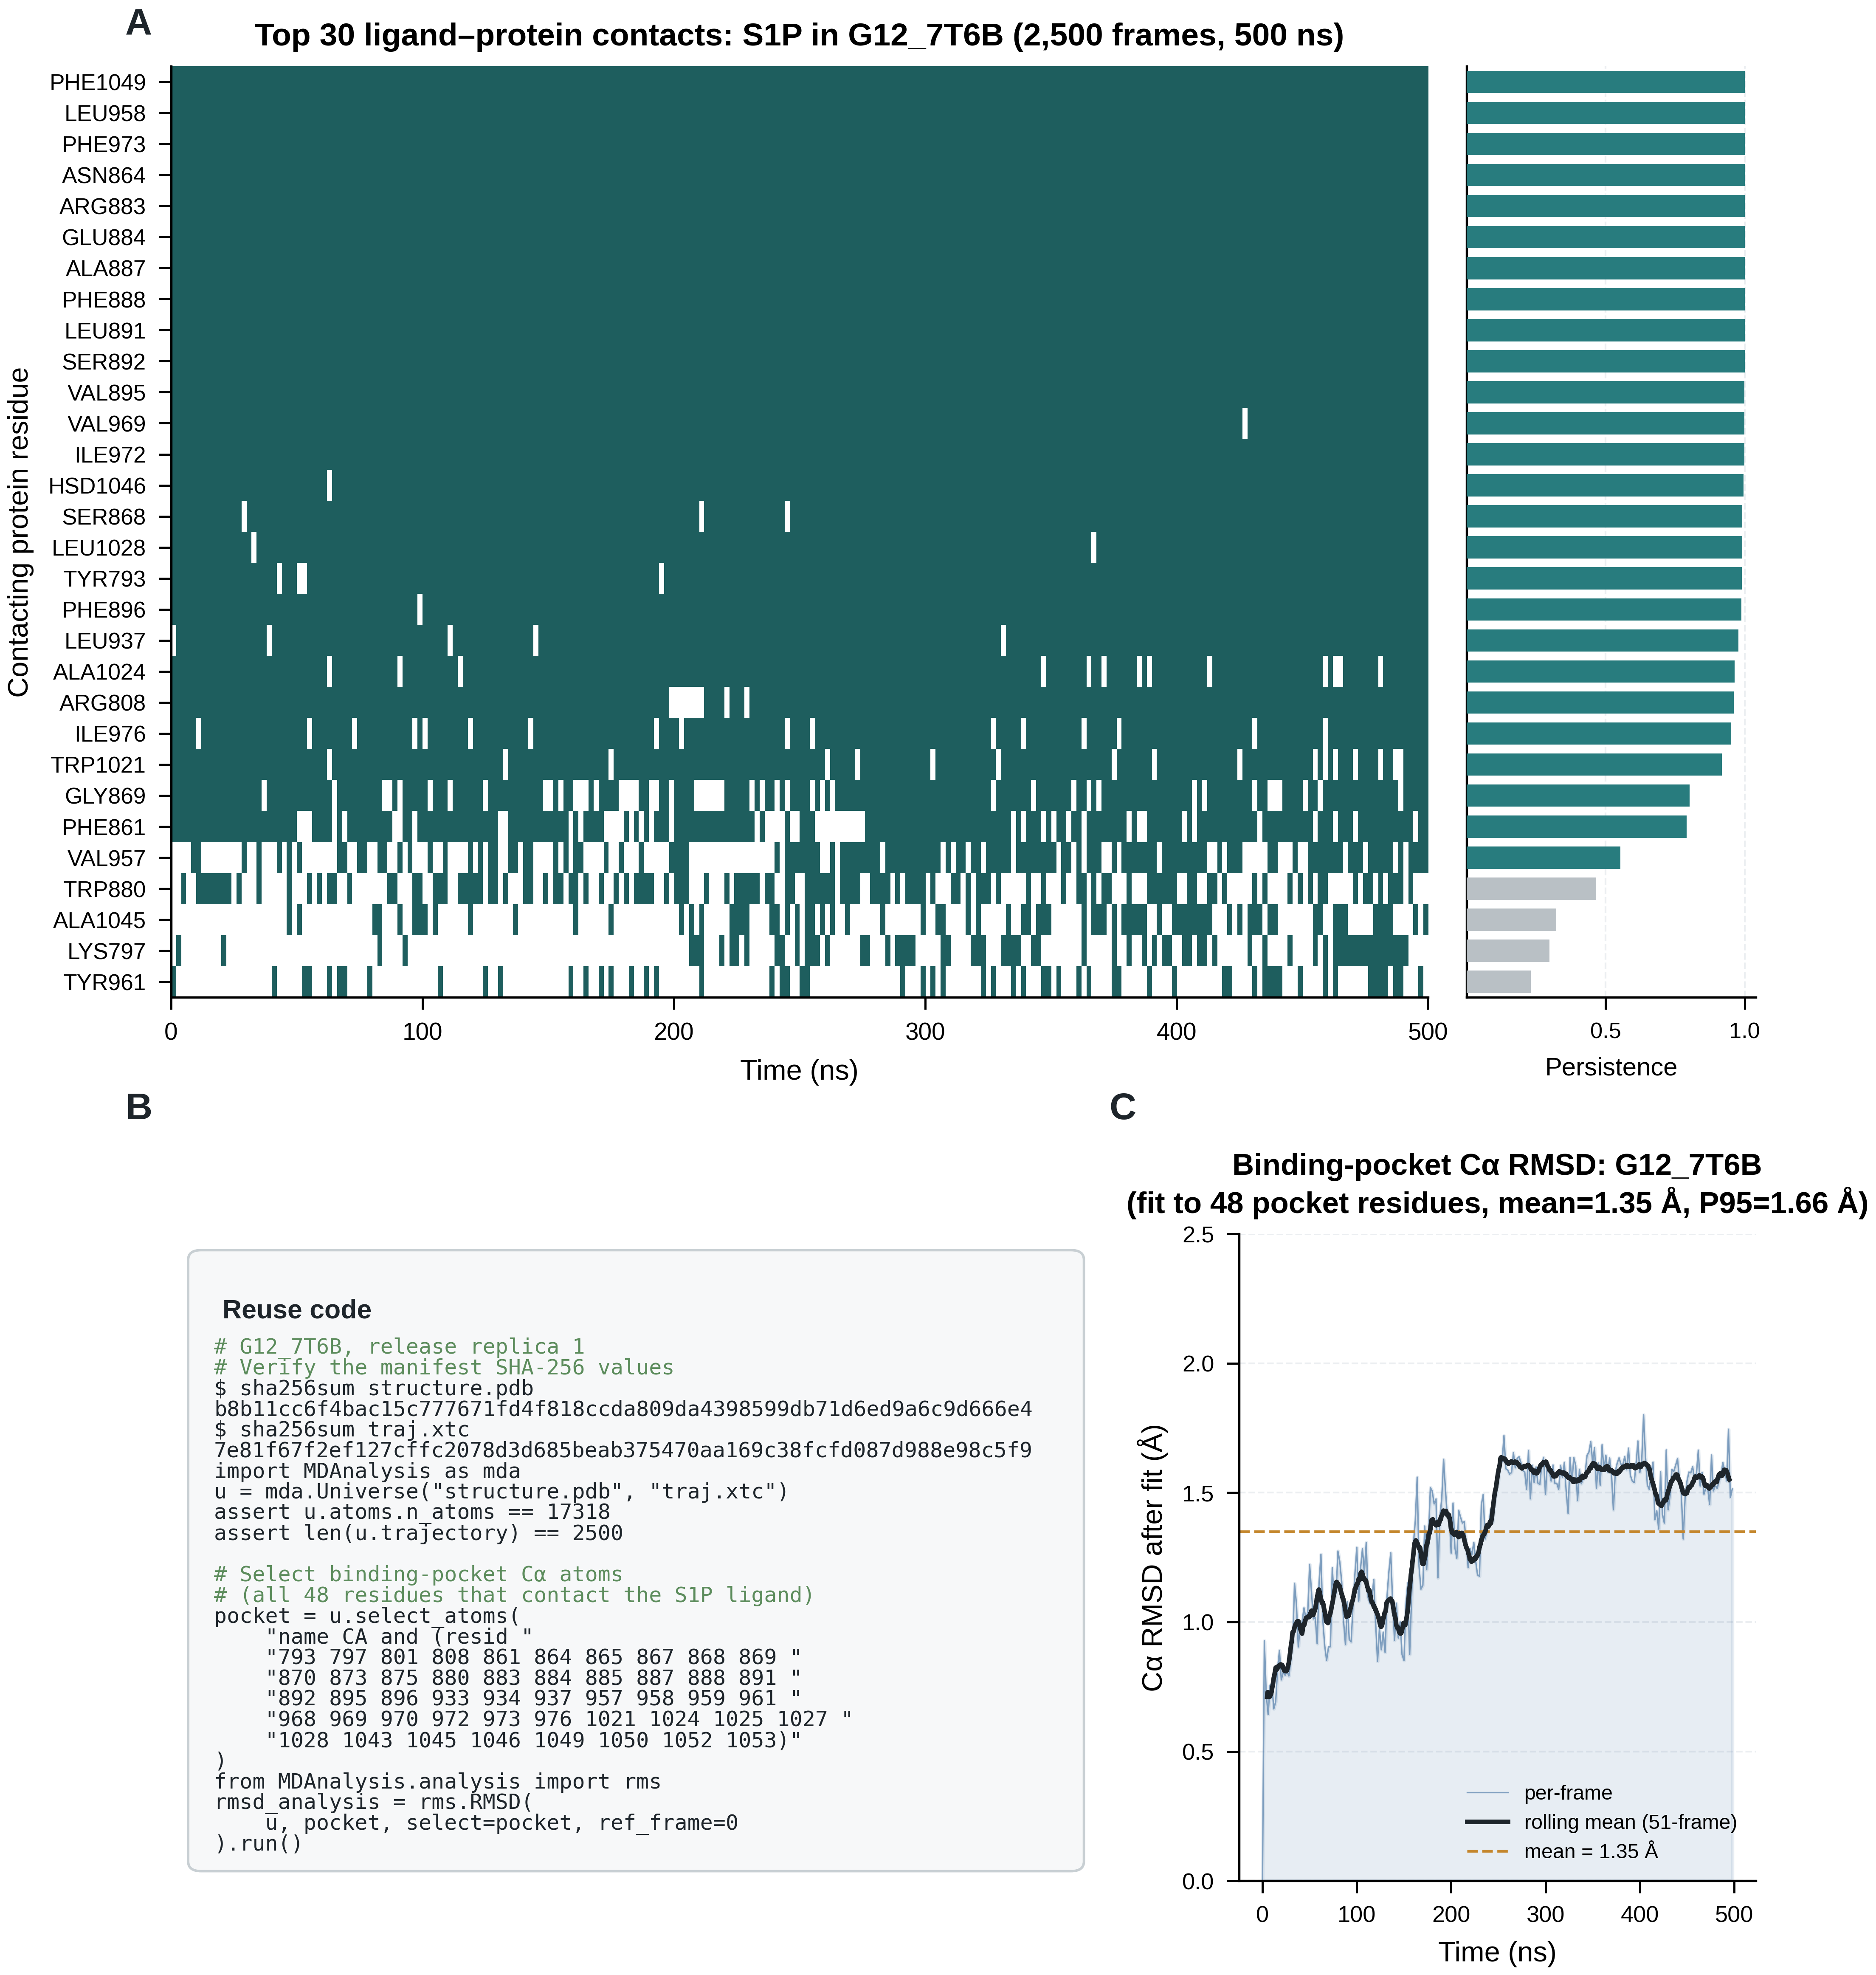 A
Top 30 ligand–protein contacts: S1P in G12_7T6B (2,500 frames, 500 ns)
Contacting protein residue
PHE1049
LEU958
PHE973
ASN864
ARG883
GLU884
ALA887
PHE888
LEU891
SER892
VAL895
VAL969
ILE972
HSD1046
SER868
LEU1028
TYR793
PHE896
LEU937
ALA1024
ARG808
ILE976
TRP1021
GLY869
PHE861
VAL957
TRP880
ALA1045
LYS797
TYR961
0 100 200 300 400 500
Time (ns)
0.5 1.0
Persistence
B
Reuse code
# G12_7T6B, release replica 1
# Verify the manifest SHA-256 values
$ sha256sum structure.pdb
b8b11cc6f4bac15c777671fd4f818ccda809da4398599db71d6ed9a6c9d666e4
$ sha256sum traj.xtc
7e81f67f2ef127cffc2078d3d685beab375470aa169c38fcfd087d988e98c5f9
import MDAnalysis as mda
u = mda.Universe("structure.pdb", "traj.xtc")
assert u.atoms.n_atoms == 17318
assert len(u.trajectory) == 2500
# Select binding-pocket Cα atoms
# (all 48 residues that contact the S1P ligand)
pocket = u.select_atoms(
"name CA and (resid "
"793 797 801 808 861 864 865 867 868 869 "
"870 873 875 880 883 884 885 887 888 891 "
"892 895 896 933 934 937 957 958 959 961 "
"968 969 970 972 973 976 1021 1024 1025 1027 "
"1028 1043 1045 1046 1049 1050 1052 1053)"
)
from MDAnalysis.analysis import rms
rmsd_analysis = rms.RMSD(
u, pocket, select=pocket, ref_frame=0
).run()
C
Binding-pocket Cα RMSD: G12_7T6B
(fit to 48 pocket residues, mean=1.35 Å, P95=1.66 Å)
Cα RMSD after fit (Å)
2.5
2.0
1.5
1.0
0.5
0.0
per-frame
rolling mean (51-frame)
mean = 1.35 Å
0 100 200 300 400 500
Time (ns)